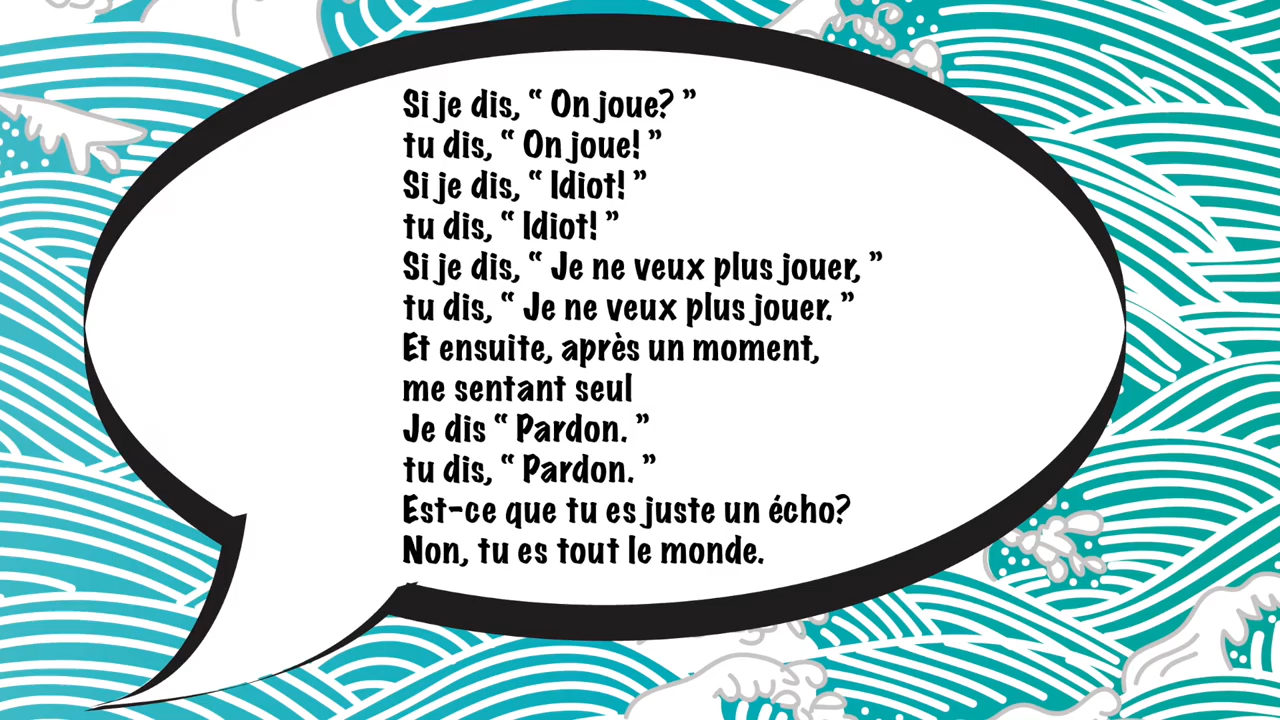 Si je dis, “ On joue? ”
tu dis, “ On joue! ”
Si je dis, “ Idiot! ”
tu dis, “ Idiot! ”
Si je dis, “ Je ne veux plus jouer, ”
tu dis, “ Je ne veux plus jouer. ”
Et ensuite, après un moment,
me sentant seul
Je dis “ Pardon. ”
tu dis, “ Pardon. ”
Est-ce que tu es juste un écho?
Non, tu es tout le monde.